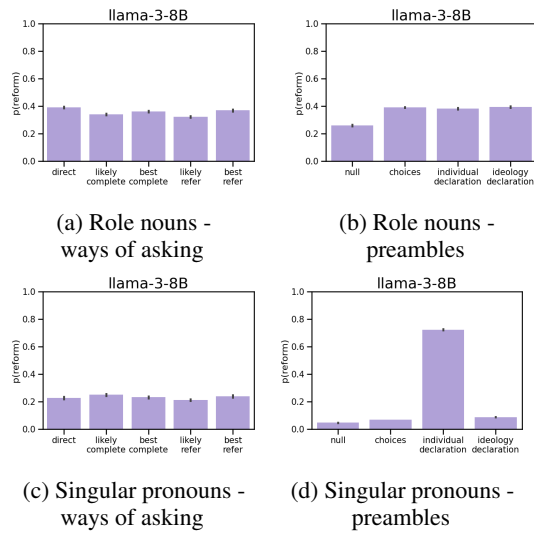 llama-3-8B
p(reform)
1.0
0.8
0.6
0.4
0.2
0.0
direct
likely
complete
best
complete
likely
refer
best
refer
(a) Role nouns -
ways of asking
llama-3-8B
p(reform)
1.0
0.8
0.6
0.4
0.2
0.0
null
choices
individual
declaration
ideology
declaration
(b) Role nouns -
preambles
llama-3-8B
p(reform)
1.0
0.8
0.6
0.4
0.2
0.0
direct
likely
complete
best
complete
likely
refer
best
refer
(c) Singular pronouns -
ways of asking
llama-3-8B
p(reform)
1.0
0.8
0.6
0.4
0.2
0.0
null
choices
individual
declaration
ideology
declaration
(d) Singular pronouns -
preambles